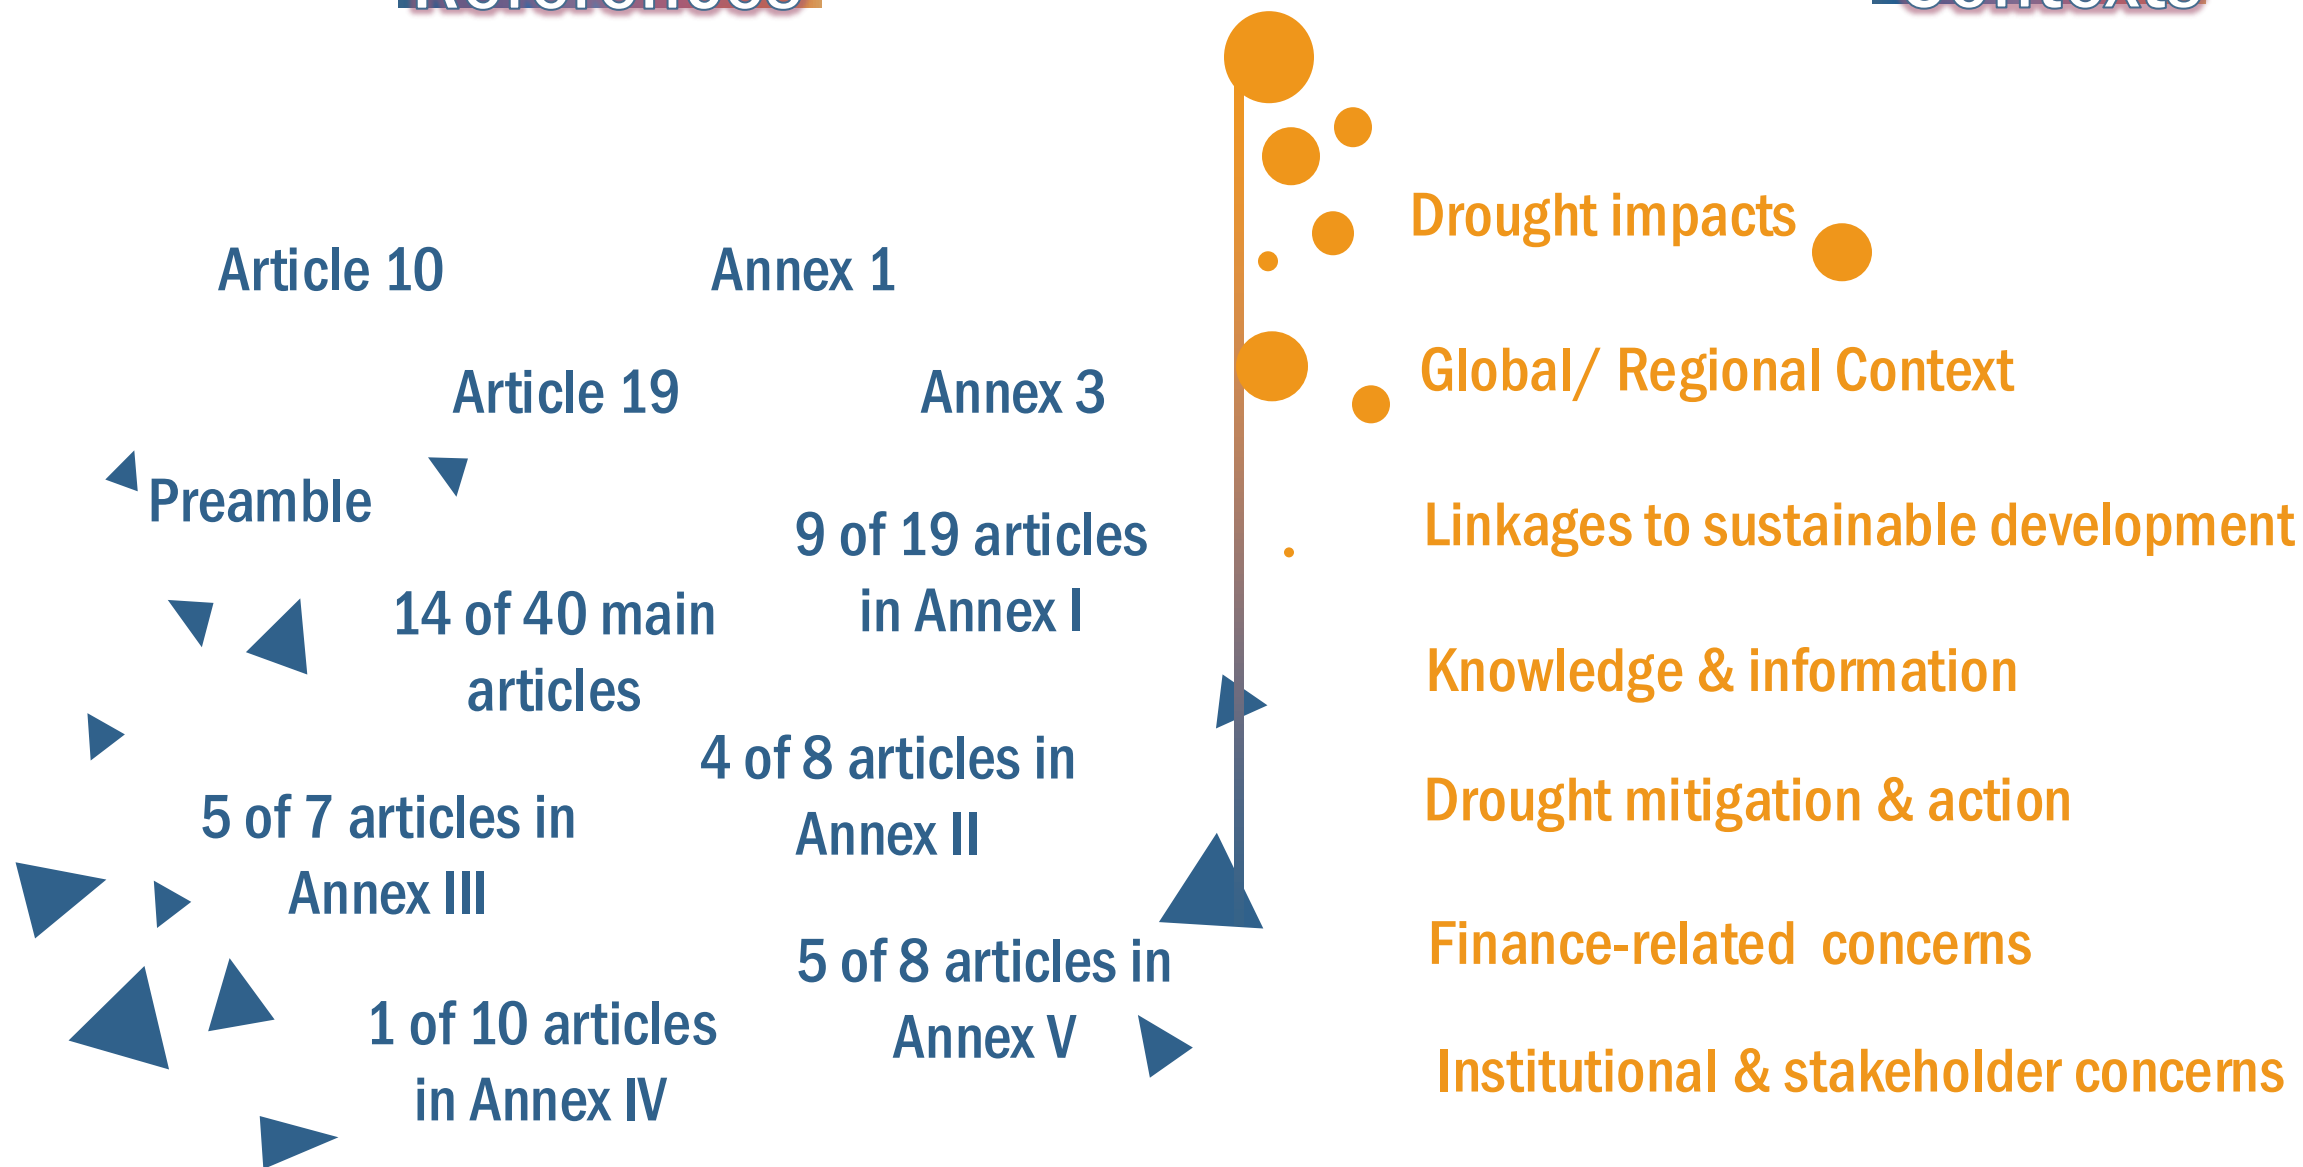 References
Contexts
Article 10
Annex 1
Article 19
Annex 3
Preamble
9 of 19 articles
in Annex I
14 of 40 main
articles
4 of 8 articles in
Annex II
5 of 7 articles in
Annex III
5 of 8 articles in
Annex V
1 of 10 articles
in Annex IV
Drought impacts
Global/ Regional Context
Linkages to sustainable development
Knowledge & information
Drought mitigation & action
Finance-related concerns
Institutional & stakeholder concerns